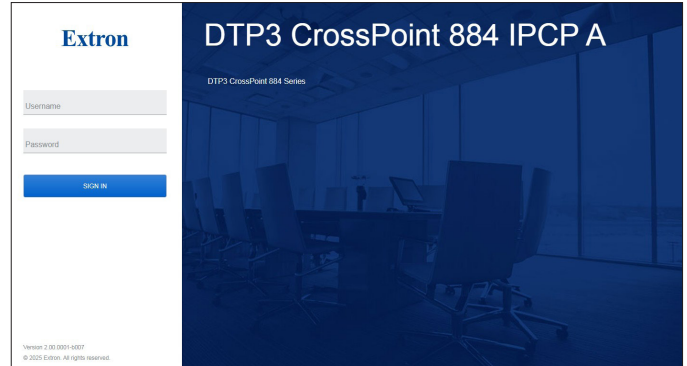 Extron
Username
Password
SIGN IN
Version 2.00.0001-b007
© 2025 Extron. All rights reserved.
DTP3 CrossPoint 884 IPCP A
DTP3 CrossPoint 884 Series